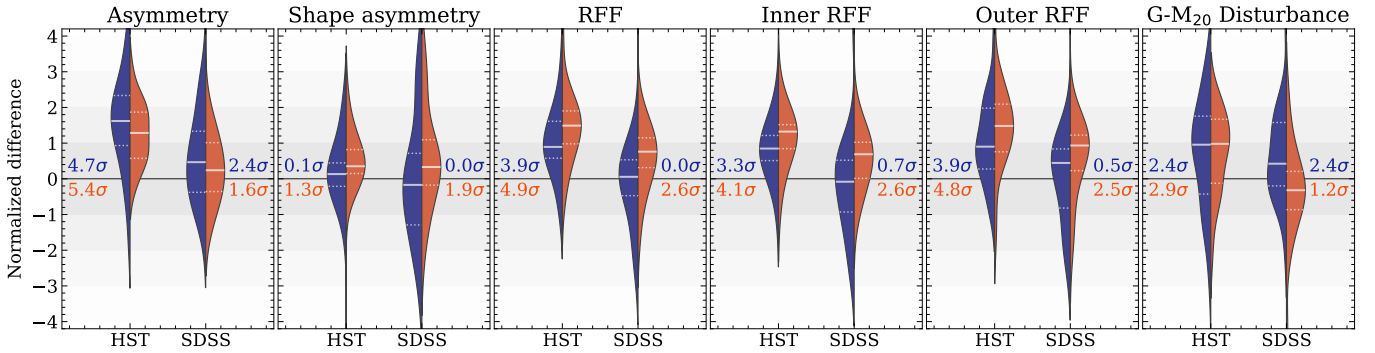 Asymmetry
Shape asymmetry
RFF
Inner RFF
Outer RFF
G-M20 Disturbance
Normalized difference
4
3
2
1
0
−1
−2
−3
−4
4.7σ
5.4σ
2.4σ
1.6σ
0.1σ
1.3σ
0.0σ
1.9σ
3.9σ
4.9σ
0.0σ
2.6σ
3.3σ
4.1σ
0.7σ
2.6σ
3.9σ
4.8σ
0.5σ
2.5σ
2.4σ
2.9σ
2.4σ
1.2σ
HST SDSS
HST SDSS
HST SDSS
HST SDSS
HST SDSS
HST SDSS